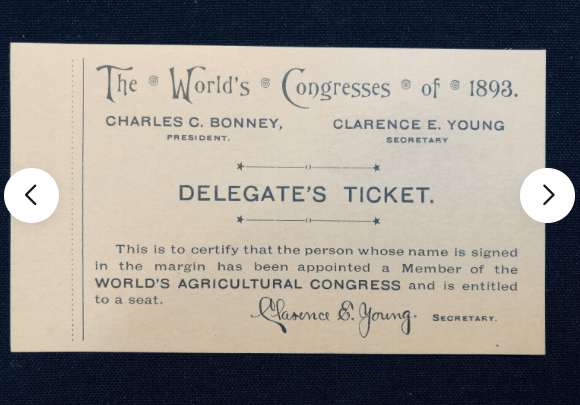 The World's Congresses of 1893.
CHARLES C. BONNEY, CLARENCE E. YOUNG
PRESIDENT. SECRETARY
DELEGATE'S TICKET.
This is to certify that the person whose name is signed
in the margin has been appointed a Member of the
WORLD'S AGRICULTURAL CONGRESS and is entitled
to a seat.
Clarence E. Young. SECRETARY.